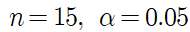 n = 15, α = 0.05